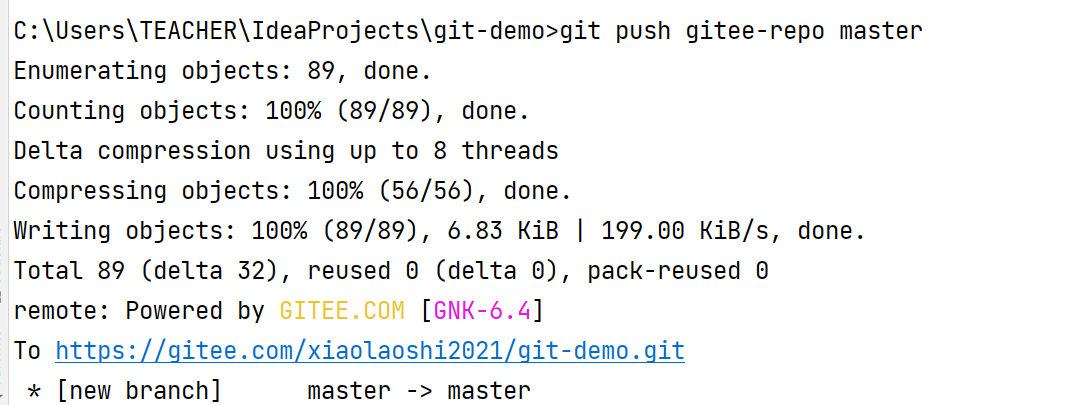 C:\Users\TEACHER\IdeaProjects\git-demo>git push gitee-repo master
Enumerating objects: 89, done.
Counting objects: 100% (89/89), done.
Delta compression using up to 8 threads
Compressing objects: 100% (56/56), done.
Writing objects: 100% (89/89), 6.83 KiB | 199.00 KiB/s, done.
Total 89 (delta 32), reused 0 (delta 0), pack-reused 0
remote: Powered by GITEE.COM [GNK-6.4]
To https://gitee.com/xiaolaoshi2021/git-demo.git
 * [new branch]      master -> master